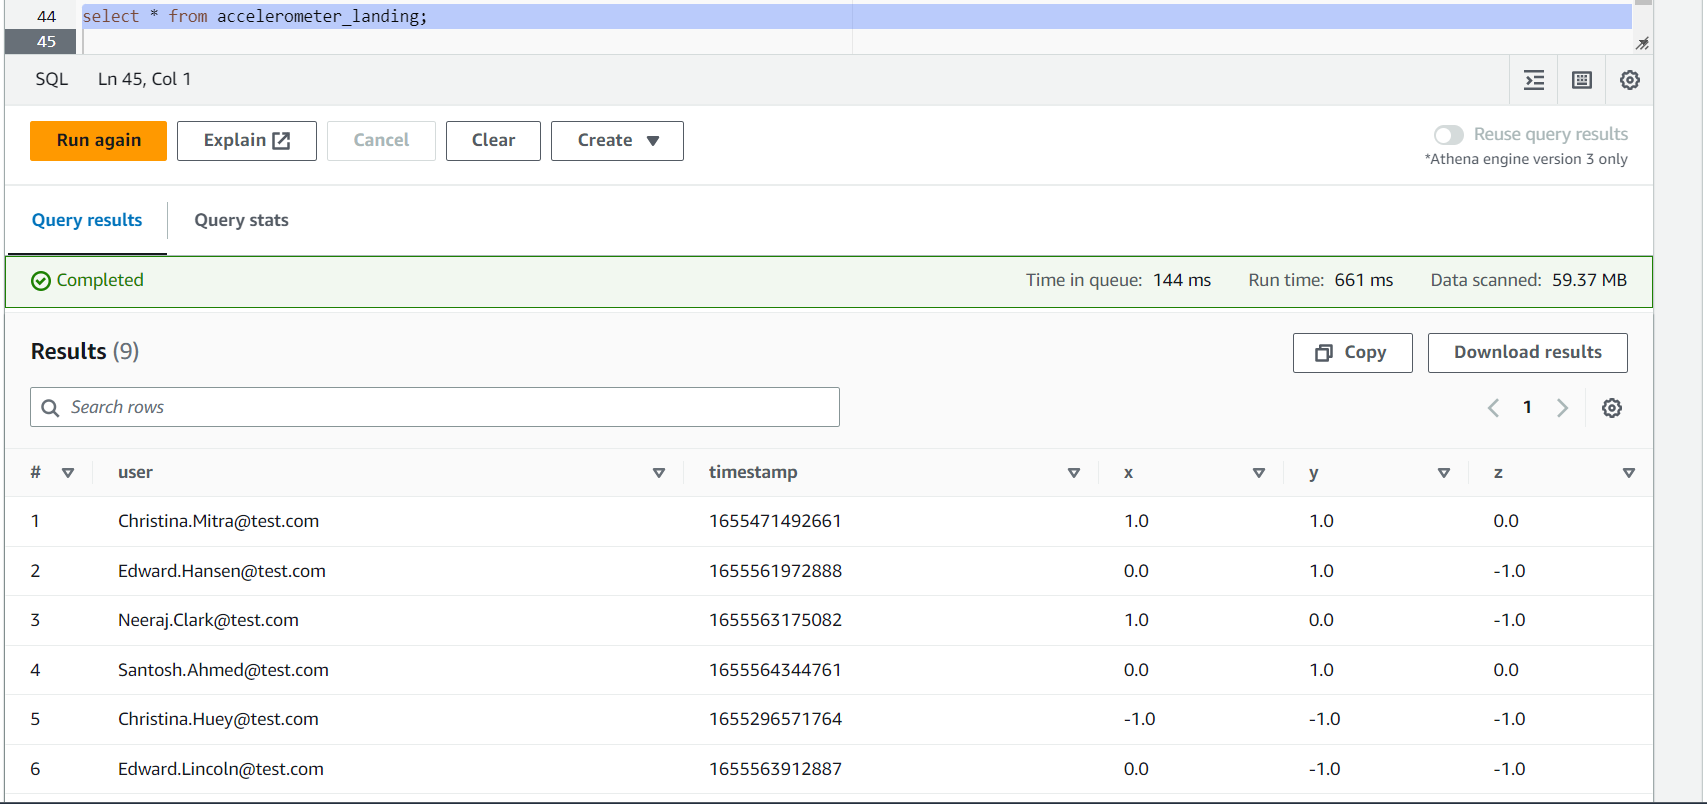 44 select * from accelerometer_landing;
45
SQL Ln 45, Col 1
Run again Explain Cancel Clear Create Reuse query results
*Athena engine version 3 only
Query results Query stats
Completed Time in queue: 144 ms Run time: 661 ms Data scanned: 59.37 MB
Results (9) Copy Download results
Search rows 1
# user timestamp x y z
1 Christina.Mitra@test.com 1655471492661 1.0 1.0 0.0
2 Edward.Hansen@test.com 1655561972888 0.0 1.0 -1.0
3 Neeraj.Clark@test.com 1655563175082 1.0 0.0 -1.0
4 Santosh.Ahmed@test.com 1655564344761 0.0 1.0 0.0
5 Christina.Huey@test.com 1655296571764 -1.0 -1.0 -1.0
6 Edward.Lincoln@test.com 1655563912887 0.0 -1.0 -1.0